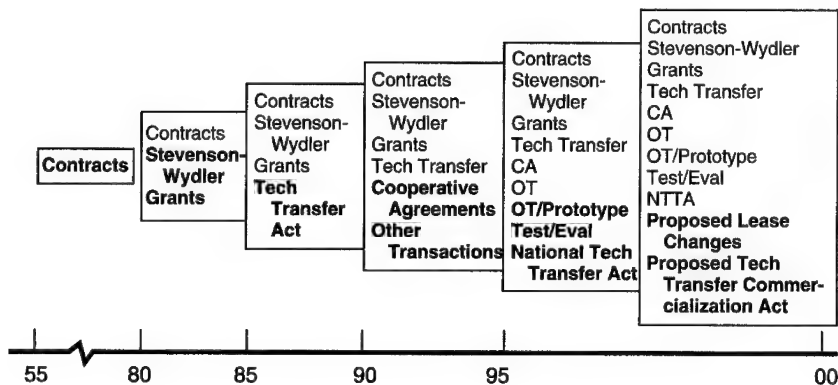 Contracts
Contracts
Stevenson-
Wydler
Grants
Contracts
Stevenson-
Wydler
Grants
Tech
Transfer
Act
Contracts
Stevenson-
Wydler
Grants
Tech Transfer
Cooperative
Agreements
Other
Transactions
Contracts
Stevenson-
Wydler
Grants
Tech Transfer
CA
OT
OT/Prototype
Test/Eval
National Tech
Transfer Act
Contracts
Stevenson-Wydler
Grants
Tech Transfer
CA
OT
OT/Prototype
Test/Eval
NTTA
Proposed Lease
Changes
Proposed Tech
Transfer Commer-
cialization Act
55 80 85 90 95 00